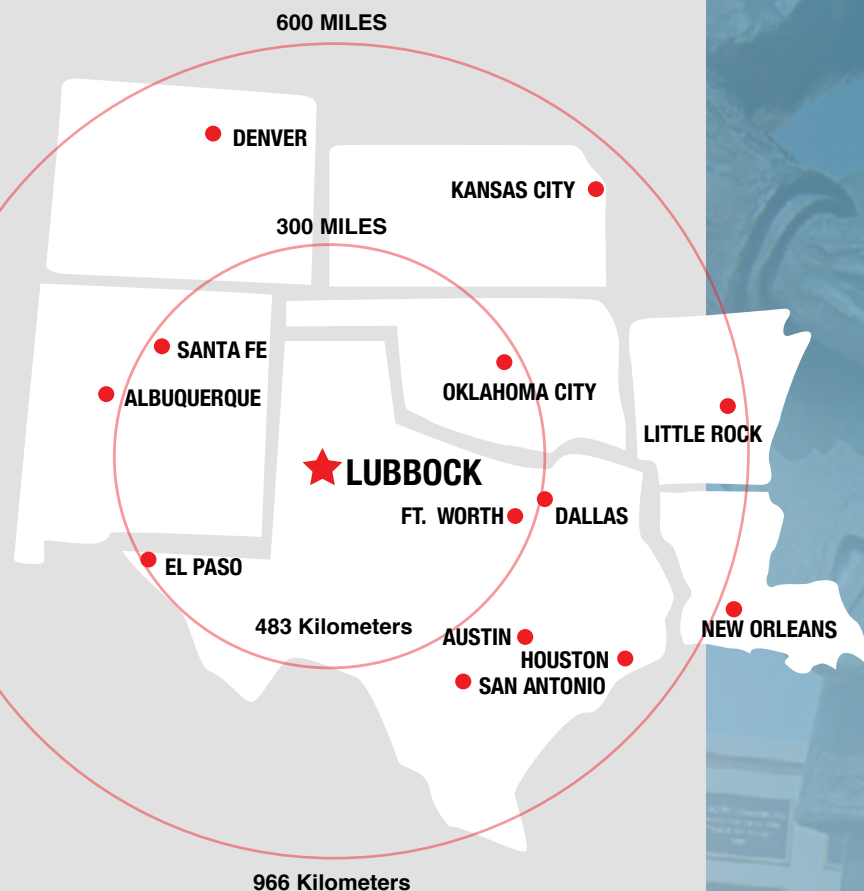 600 MILES
DENVER
KANSAS CITY
300 MILES
SANTA FE
ALBUQUERQUE
OKLAHOMA CITY
LITTLE ROCK
LUBBOCK
FT. WORTH
DALLAS
EL PASO
483 Kilometers
AUSTIN
NEW ORLEANS
HOUSTON
SAN ANTONIO
966 Kilometers